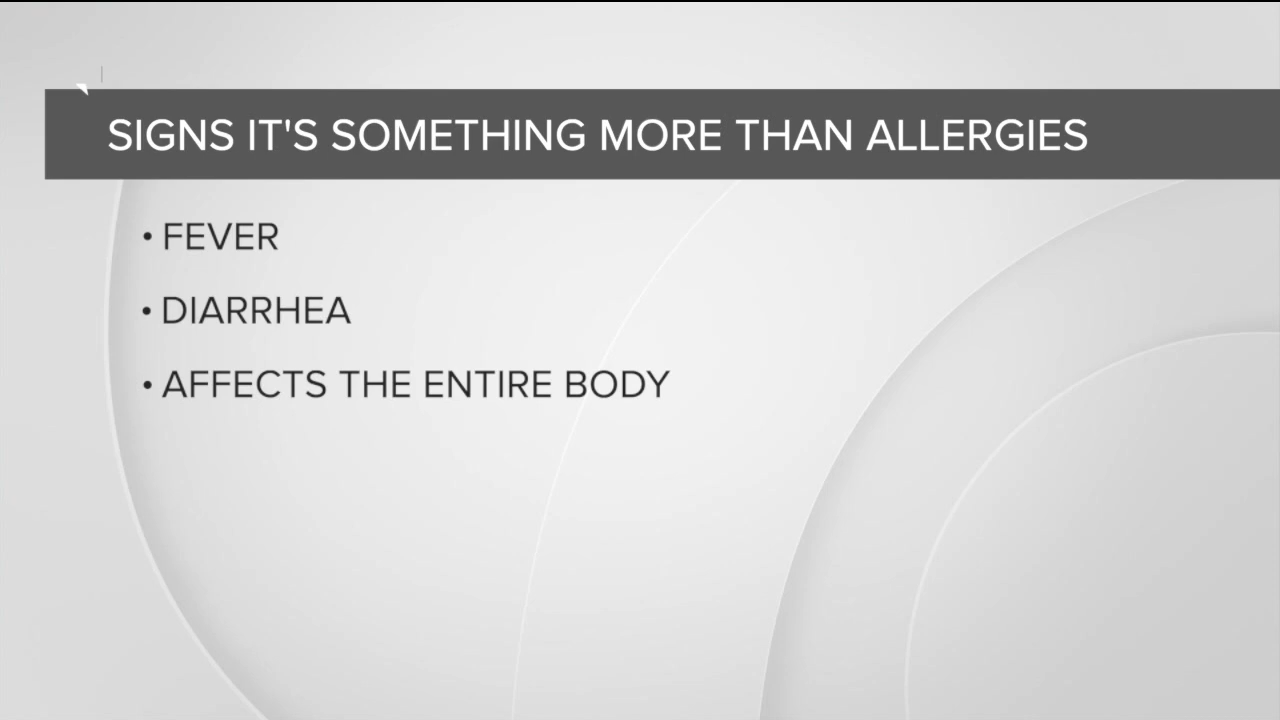 SIGNS IT'S SOMETHING MORE THAN ALLERGIES
• FEVER
• DIARRHEA
• AFFECTS THE ENTIRE BODY